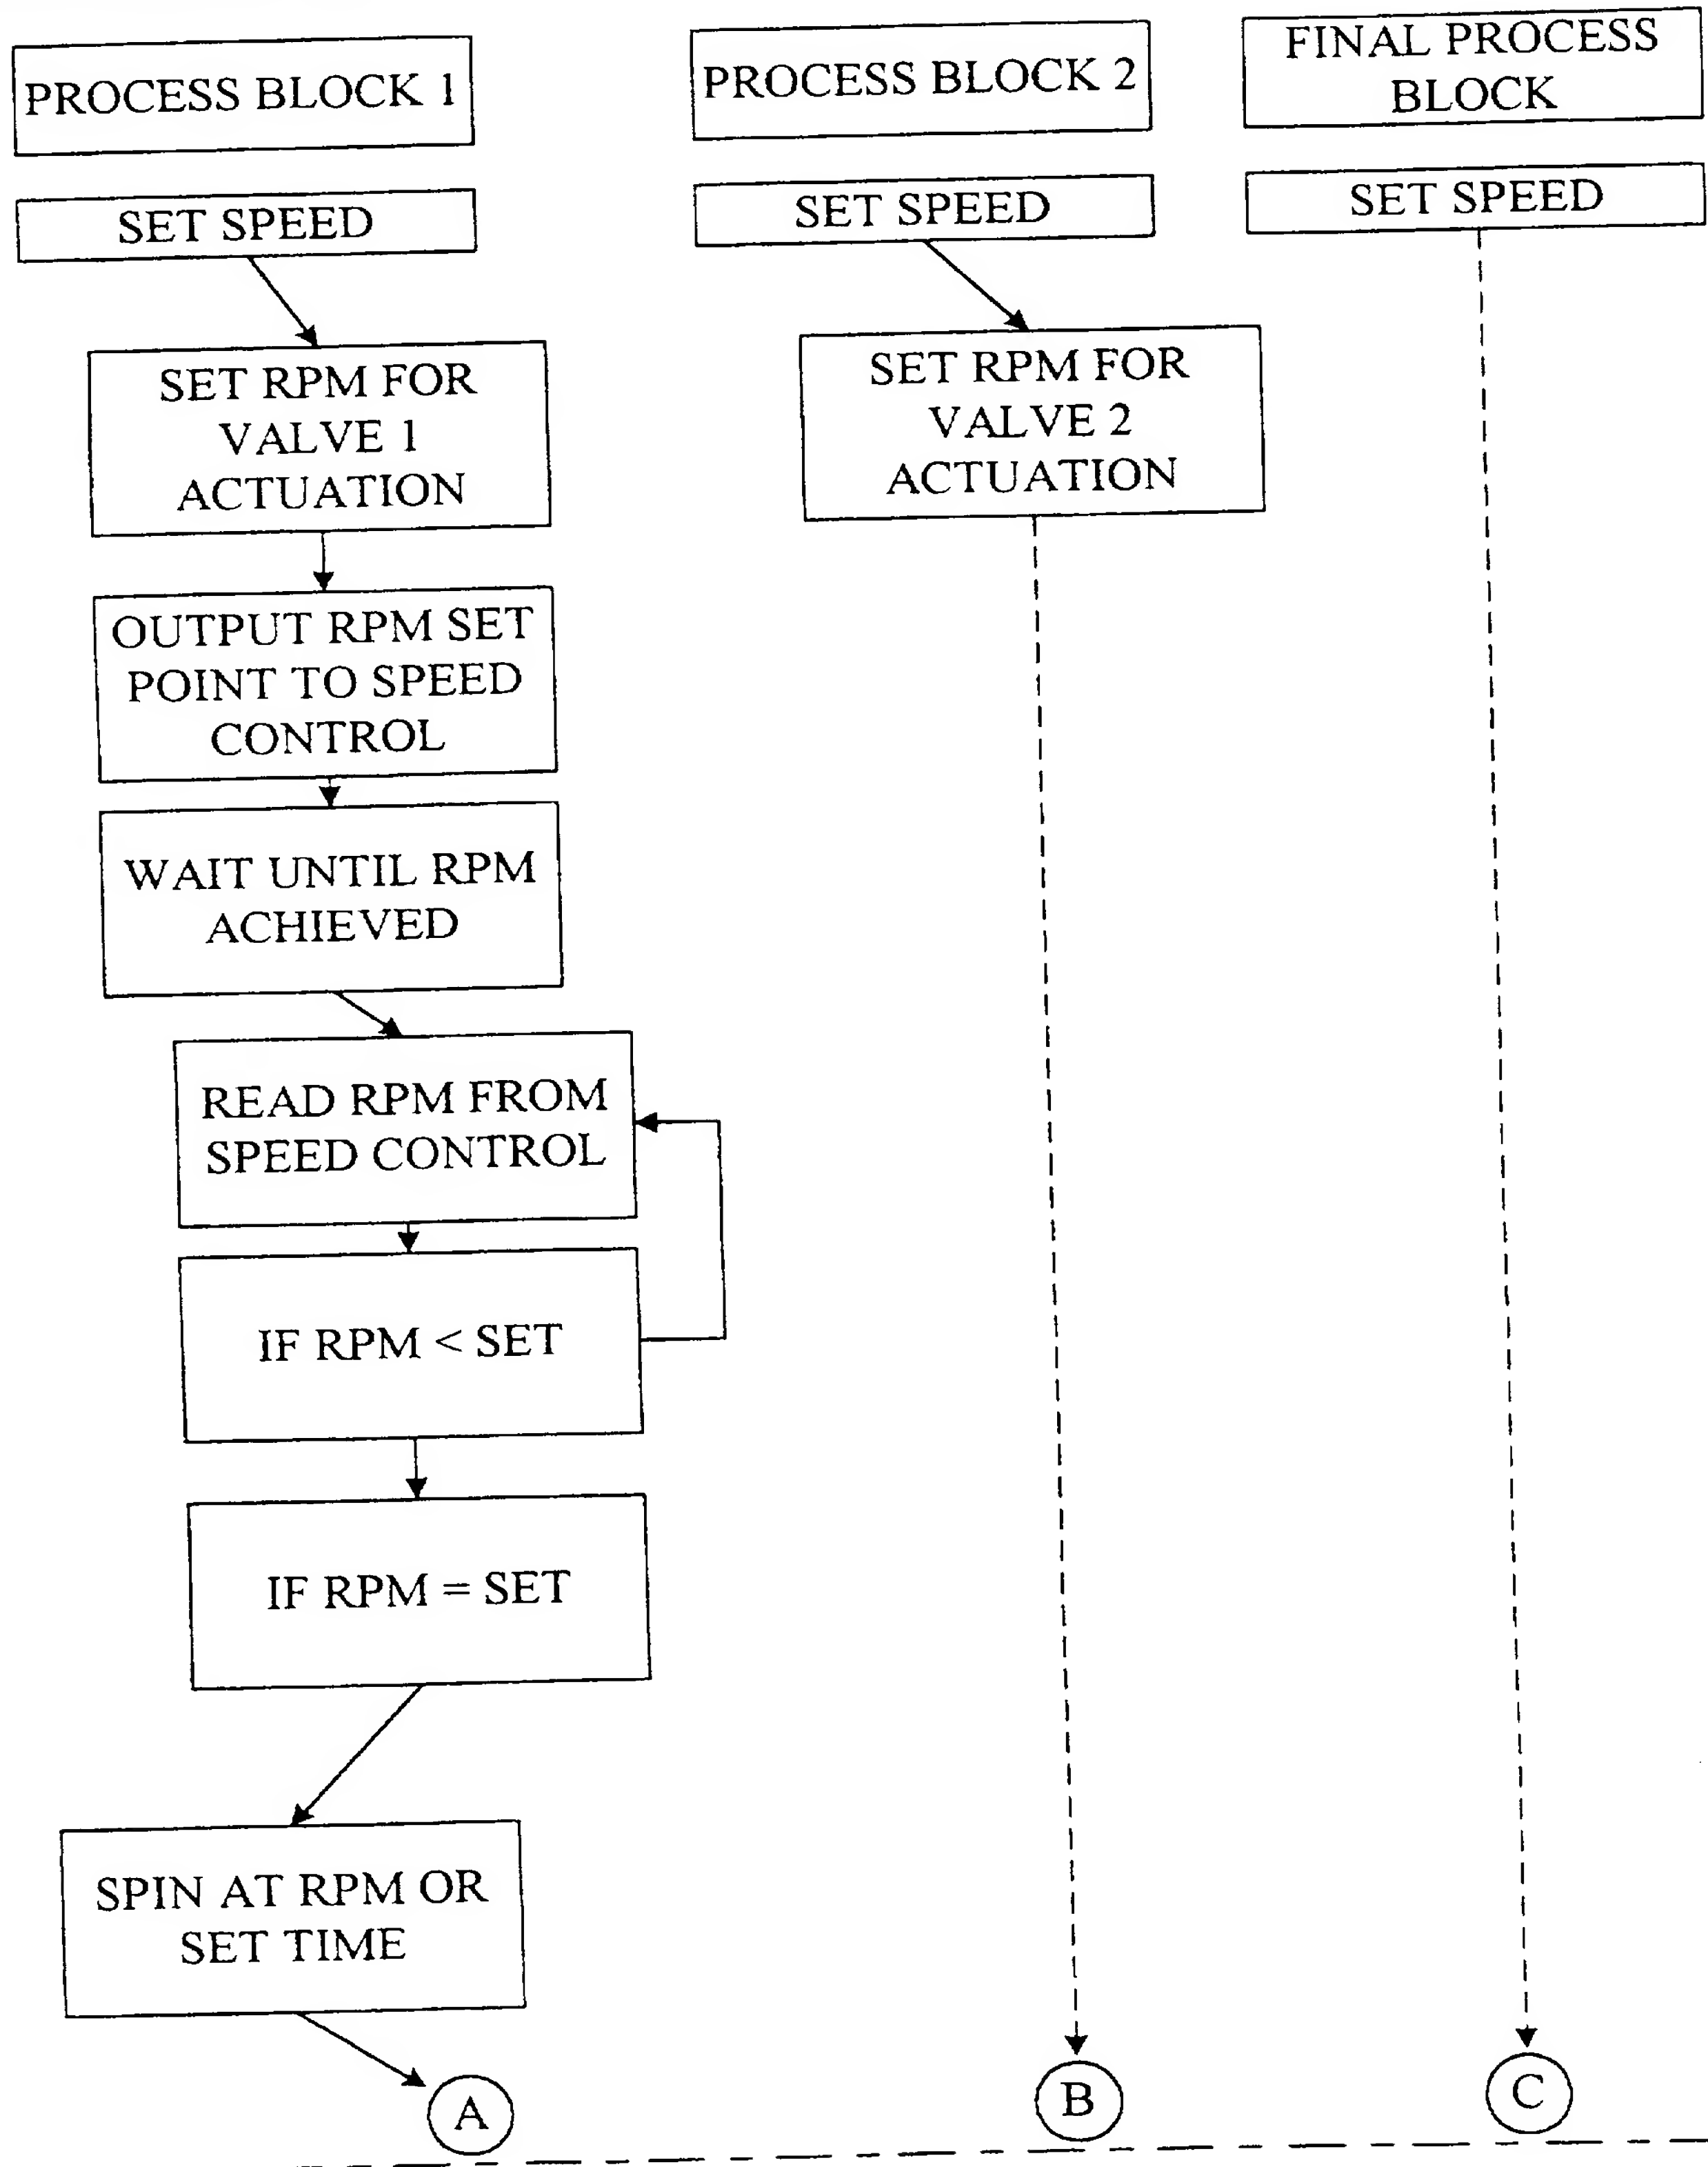 PROCESS BLOCK 1
SET SPEED
SET RPM FOR
VALVE 1
ACTUATION
OUTPUT RPM SET
POINT TO SPEED
CONTROL
WAIT UNTIL RPM
ACHIEVED
READ RPM FROM
SPEED CONTROL
IF RPM < SET
IF RPM = SET
SPIN AT RPM OR
SET TIME
A
PROCESS BLOCK 2
SET SPEED
SET RPM FOR
VALVE 2
ACTUATION
B
FINAL PROCESS
BLOCK
SET SPEED
C